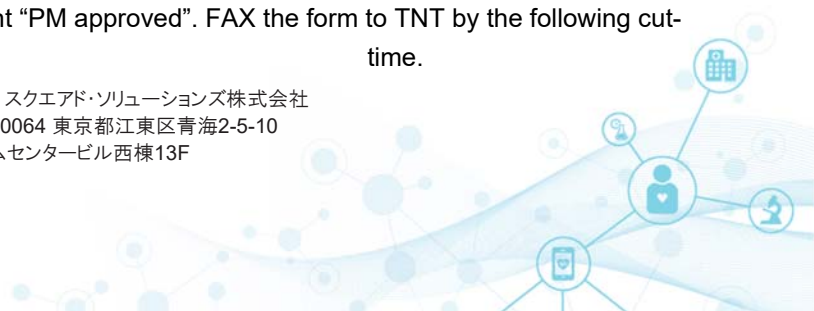 “PM approved”. FAX the form to TNT by the following cut-
time.
スクエアド・ソリューションズ株式会社
0064 東京都江東区青海2-5-10
センタービル西棟13F